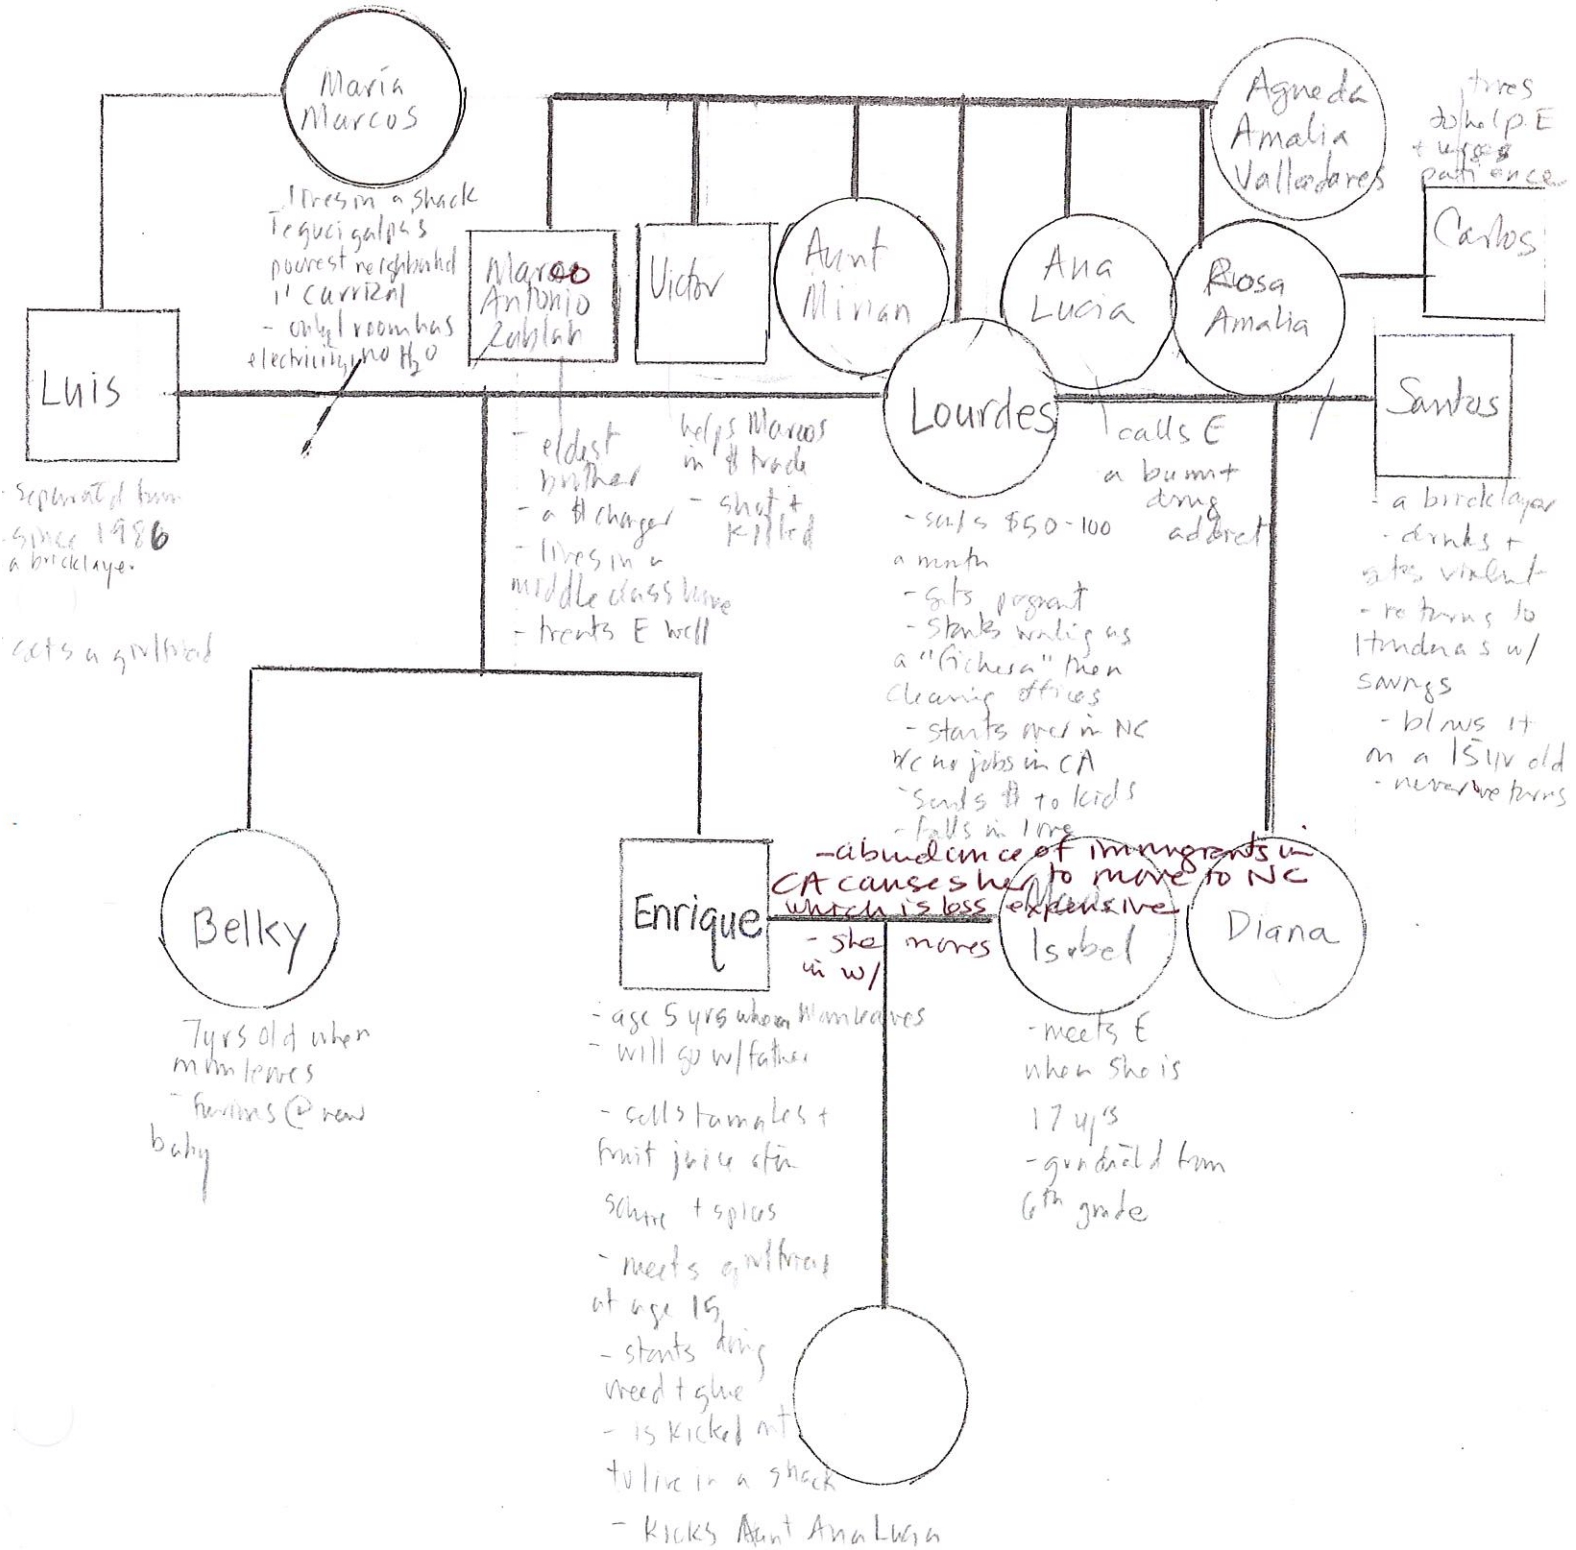 María
Marcos
lives in a shack
Tegucigalpa's
poorest neighborhd
El Carrizal
- only 1 room has
electricity, no H₂O
Agueda
Amalia
Valladares
tries
to help E
+ urges
patience
Carlos
Marco
Antonio
Zablah
Victor
Aunt
Mirian
Ana
Lucia
Rosa
Amalia
Luis
- separated from
- since 1986
a bricklayer
gets a girlfriend
- eldest
brother
- a $ changer
- lives in a
middle class home
- treats E well
helps Marcos
in $ trade
- shot +
killed
Lourdes
- sends $50-100
a month
- gets pregnant
- starts working as
a "fichera" then
cleaning offices
- starts over in NC
b/c no jobs in CA
- sends $ to kids
- falls in love
- abundance of immigrants in
CA causes her to move to NC
which is less expensive
- she moves
in w/
calls E
a bum +
drug
addict
Santos
- a bricklayer
- drinks +
gets violent
- returns to
Honduras w/
savings
- blows it
on a 15 yr old
- never returns
Belky
7 yrs old when
mom leaves
@ new
baby
Enrique
- age 5 yrs when Mom leaves
- will go w/ father
- sells tamales +
fruit juice
+ spices
- meets girlfriend
at age 15
- starts doing
weed + glue
- is kicked out
to live in a shack
- kicks Aunt Ana Lucia
Maria
Isabel
- meets E
when she is
17 yrs
- graduated from
6th grade
Diana